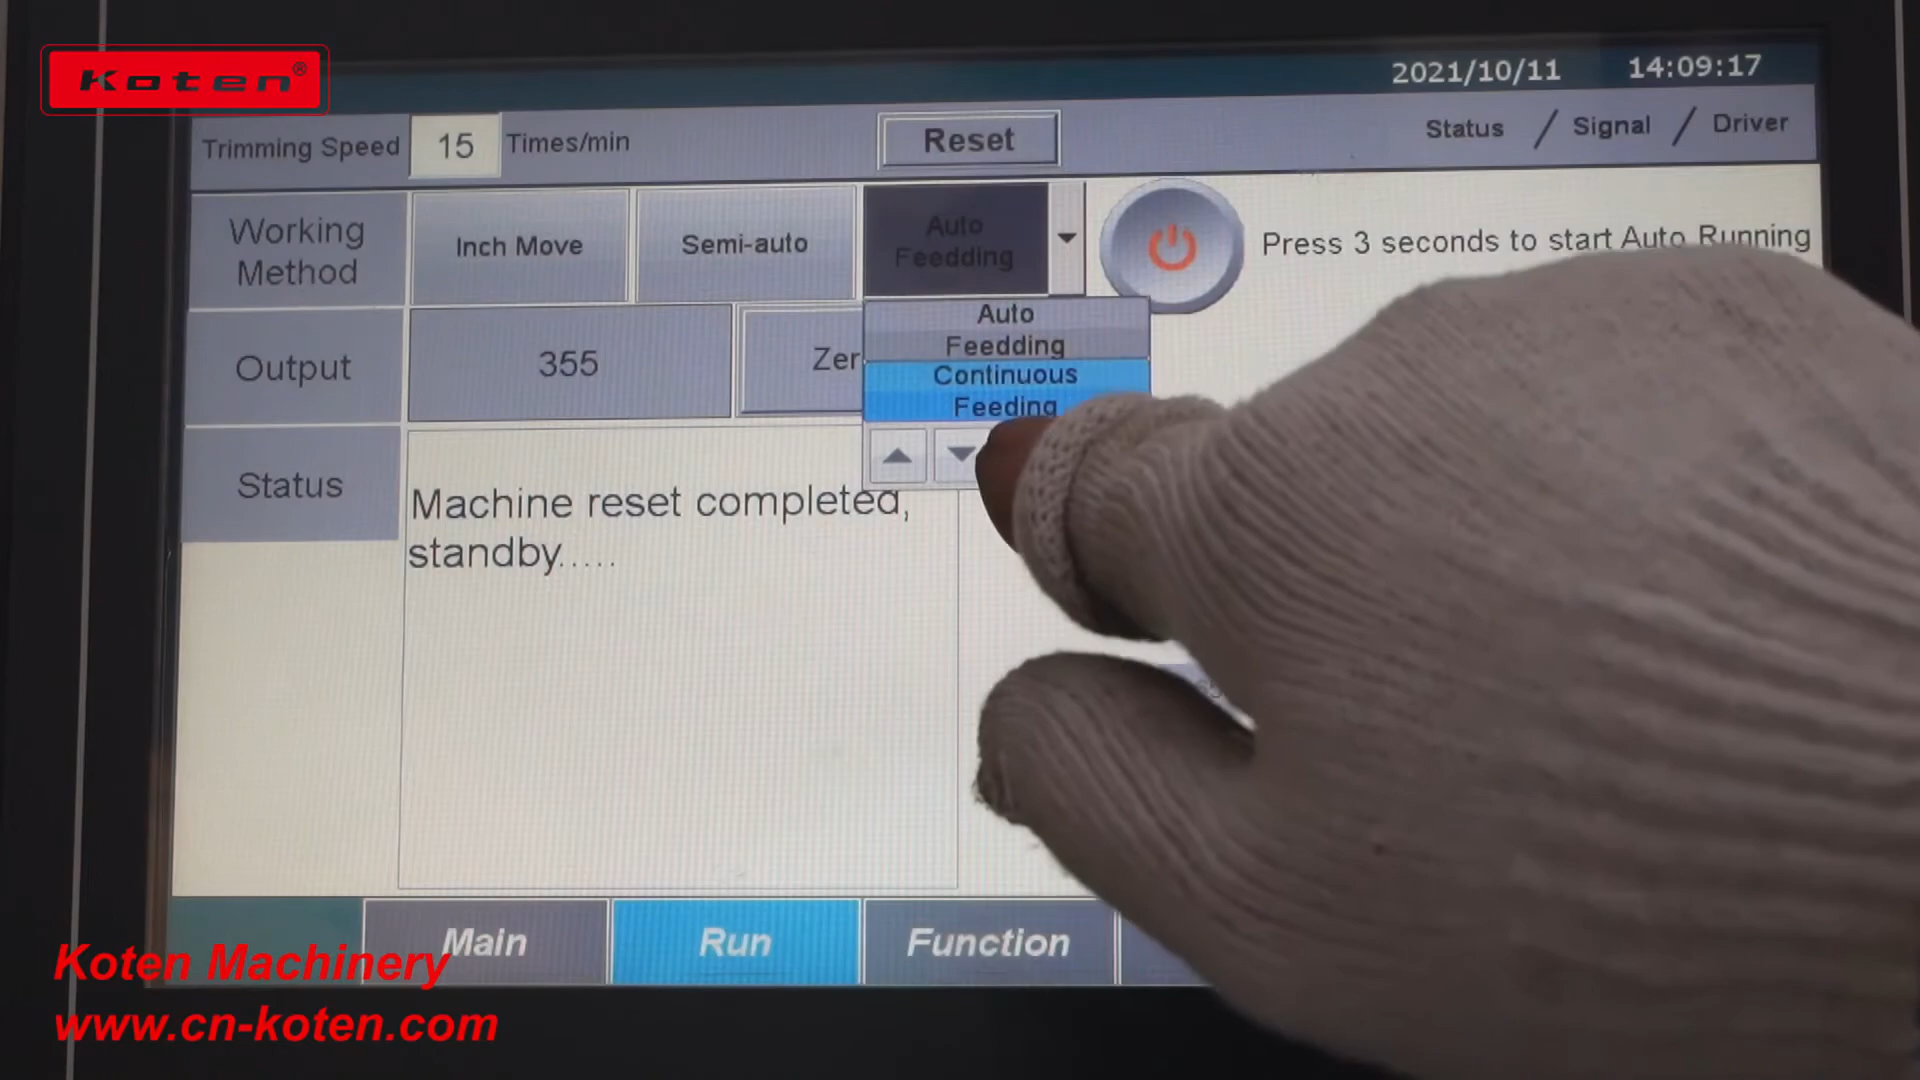 Koten®
2021/10/11 14:09:17
Trimming Speed 15 Times/min Reset Status / Signal / Driver
Working Method
Inch Move
Semi-auto
Auto Feedding
Press 3 seconds to start Auto Running
Auto Feedding
Continuous Feeding
Output 355
Status
Machine reset completed,
standby.....
Main Run Function
Koten Machinery
www.cn-koten.com